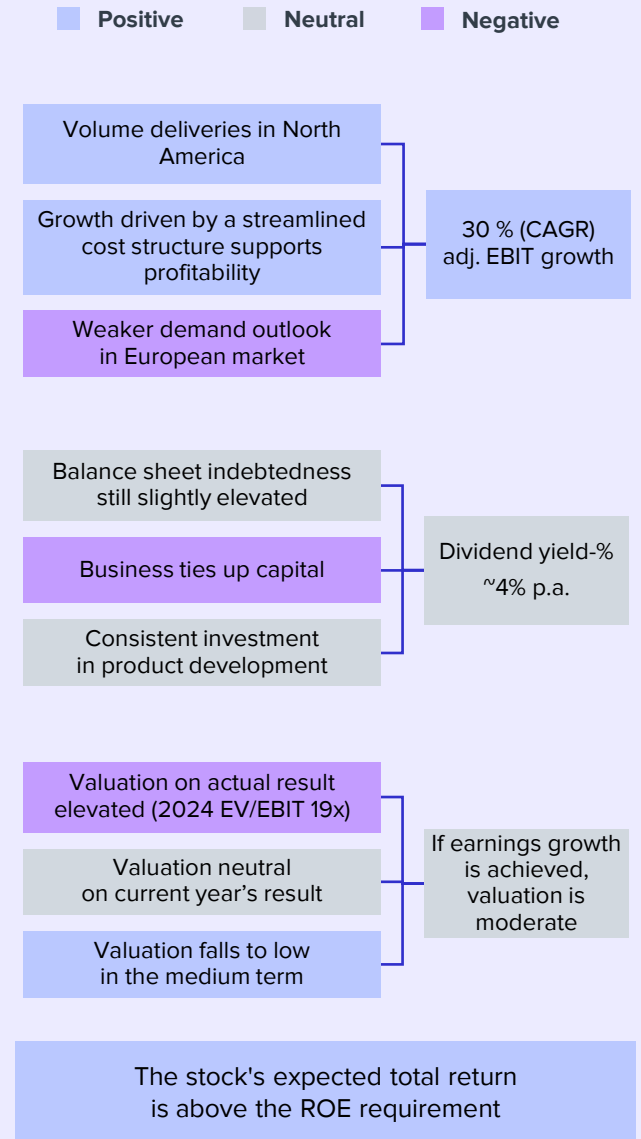 Positive Neutral Negative
Volume deliveries in North
America
Growth driven by a streamlined
cost structure supports
profitability
Weaker demand outlook
in European market
30 % (CAGR)
adj. EBIT growth
Balance sheet indebtedness
still slightly elevated
Business ties up capital
Consistent investment
in product development
Dividend yield-%
~4% p.a.
Valuation on actual result
elevated (2024 EV/EBIT 19x)
Valuation neutral
on current year's result
Valuation falls to low
in the medium term
If earnings growth
is achieved,
valuation is
moderate
The stock's expected total return
is above the ROE requirement